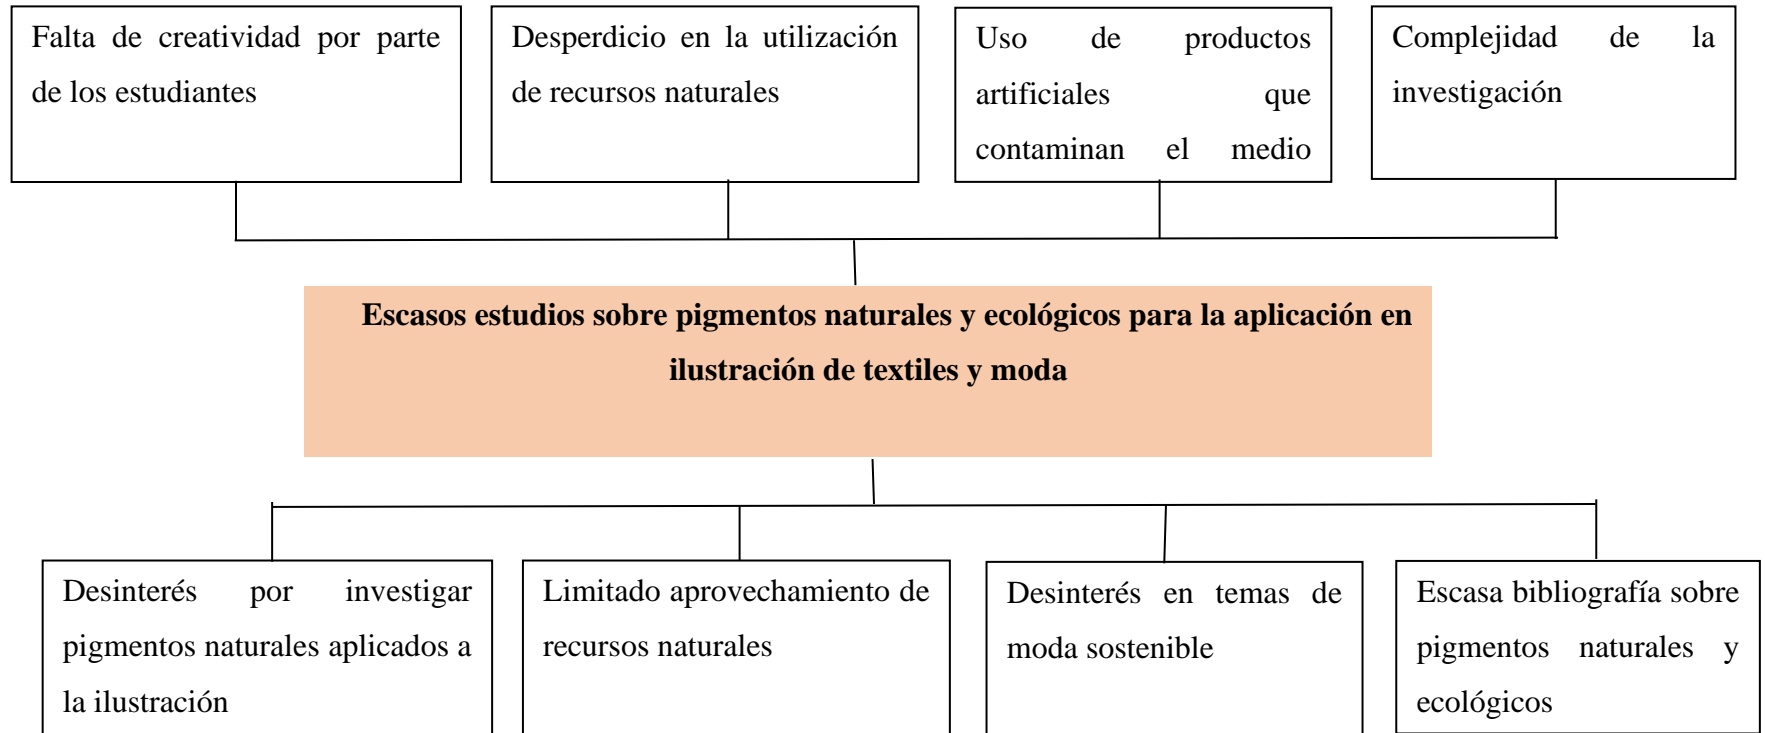 Falta de creatividad por parte
de los estudiantes
Desperdicio en la utilización
de recursos naturales
Uso de productos
artificiales que
contaminan el medio
Complejidad de la
investigación
Escasos estudios sobre pigmentos naturales y ecológicos para la aplicación en
ilustración de textiles y moda
Desinterés por investigar
pigmentos naturales aplicados a
la ilustración
Limitado aprovechamiento de
recursos naturales
Desinterés en temas de
moda sostenible
Escasa bibliografía sobre
pigmentos naturales y
ecológicos